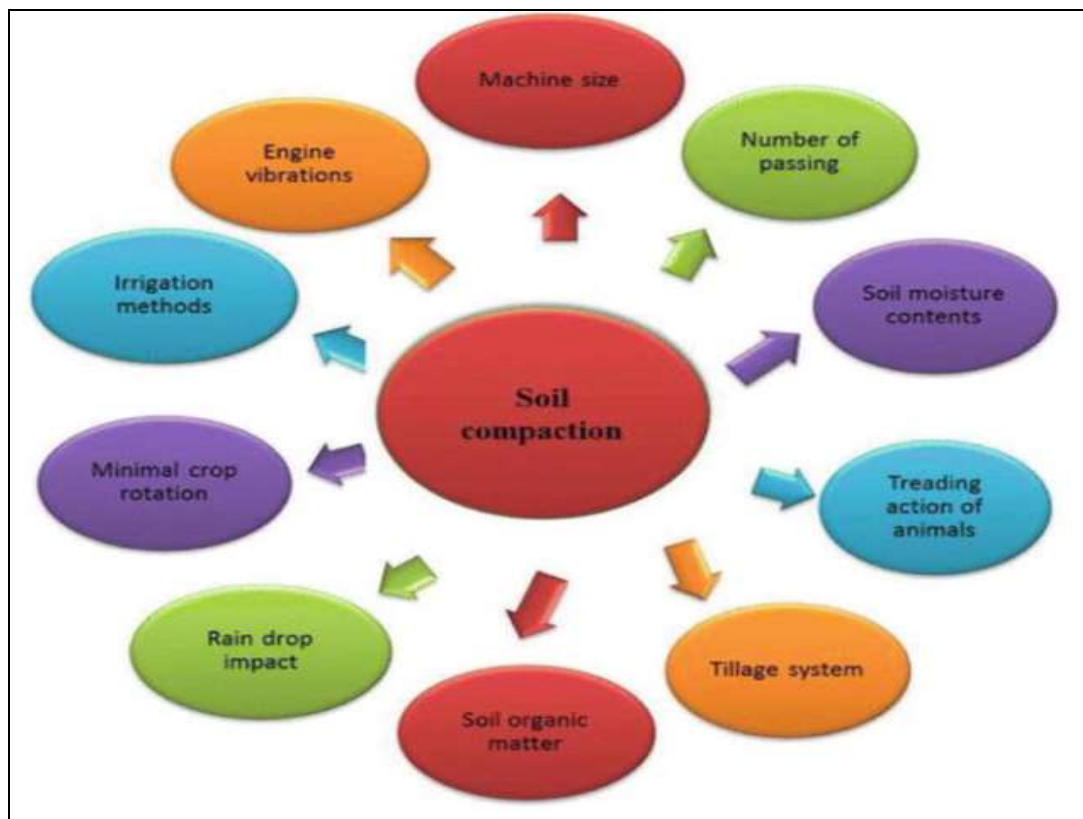 Machine size
Number of
passing
Engine
vibrations
Soil moisture
contents
Irrigation
methods
Soil
compaction
Minimal crop
rotation
Treading
action of
animals
Rain drop
impact
Tillage system
Soil organic
matter